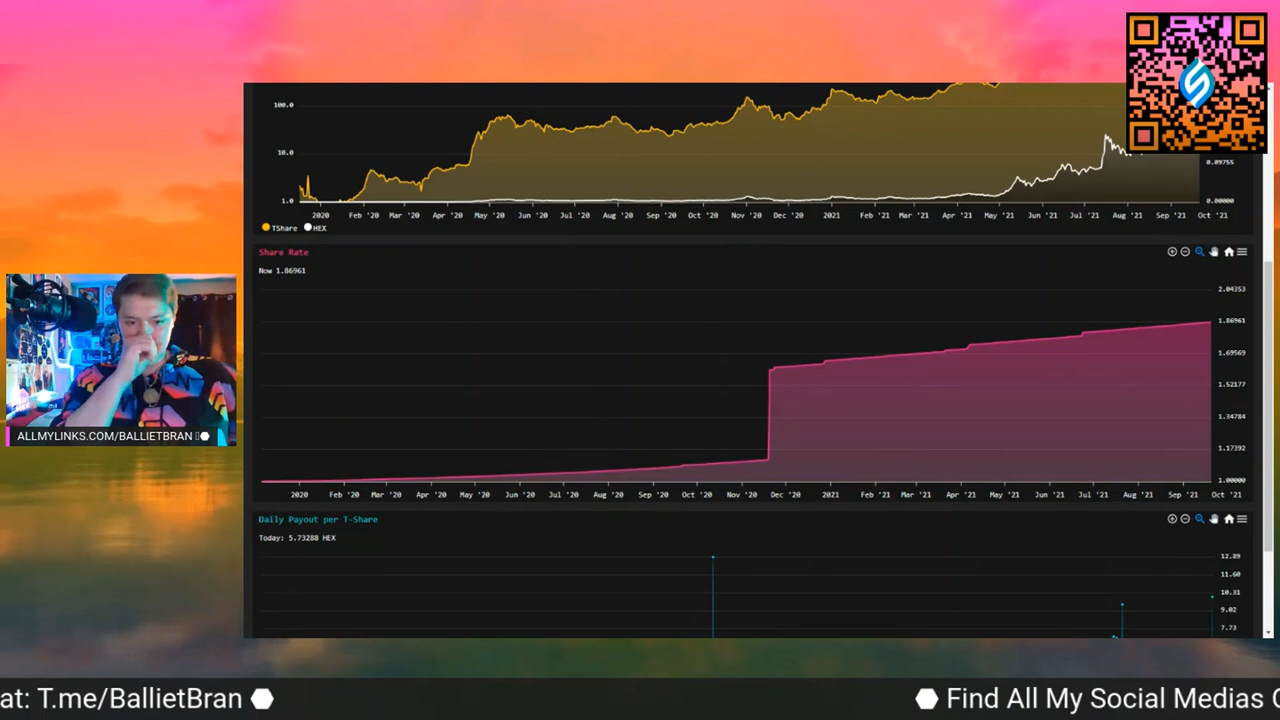 100.0
10.0
1.0
0.09755
0.00000
2020 Feb '20 Mar '20 Apr '20 May '20 Jun '20 Jul '20 Aug '20 Sep '20 Oct '20 Nov '20 Dec '20 2021 Feb '21 Mar '21 Apr '21 May '21 Jun '21 Jul '21 Aug '21 Sep '21 Oct '21
TShare HEX
Share Rate
Now 1.86961
2.04353
1.86961
1.69569
1.52177
1.34784
1.17392
1.00000
2020 Feb '20 Mar '20 Apr '20 May '20 Jun '20 Jul '20 Aug '20 Sep '20 Oct '20 Nov '20 Dec '20 2021 Feb '21 Mar '21 Apr '21 May '21 Jun '21 Jul '21 Aug '21 Sep '21 Oct '21
Daily Payout per T-Share
Today: 5.73288 HEX
12.89
11.60
10.31
9.02
7.73
ALLMYLINKS.COM/BALLIETBRAN
at: T.me/BallietBran
Find All My Social Medias